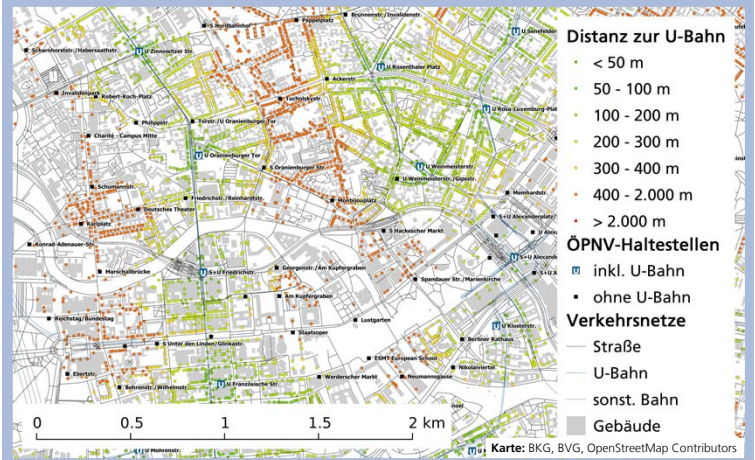 S Nordbahnhof
Pappelplatz
Brunnenstr./Invalidenstr.
U Senefelder
Scharnhorststr./Habersaathstr.
U Zinnowitzer Str.
U Rosenthaler Platz
Ackerstr.
Invalidenpark
Robert-Koch-Platz
Tucholskystr.
U Rosa-Luxemburg-Plat
Philippstr.
Torstr./U Oranienburger Tor
Charité - Campus Mitte
U Oranienburger Tor
S Oranienburger Str.
U Weinmeisterstr.
U Weinmeisterstr./Gipsstr.
Schumannstr.
Friedrichstr./Reinhardtstr.
Monbijouplatz
Memhardstr.
Deutsches Theater
Karlplatz
S Hackescher Markt
S+U Alexanderplatz/
U Alex
Konrad-Adenauer-Str.
Marschallbrücke
S+U Friedrichstr.
Georgenstr./Am Kupfergraben
S+U Alexander
Spandauer Str./Marienkirche
S+U A
Am Kupfergraben
Reichstag/Bundestag
Lustgarten
U Klosterstr.
Staatsoper
S Unter den Linden/Glinkastr.
Berliner Rathaus
ESMT European School
Nikolaiviertel
Ebertstr.
Werderscher Markt
Neumannsgasse
Behrenstr./Wilhelmstr.
U Französische Str.
insel
U Mohrenstr.
0 0.5 1 1.5 2 km
Distanz zur U-Bahn
< 50 m
50 - 100 m
100 - 200 m
200 - 300 m
300 - 400 m
400 - 2.000 m
> 2.000 m
ÖPNV-Haltestellen
U inkl. U-Bahn
ohne U-Bahn
Verkehrsnetze
Straße
U-Bahn
sonst. Bahn
Gebäude
Karte: BKG, BVG, OpenStreetMap Contributors